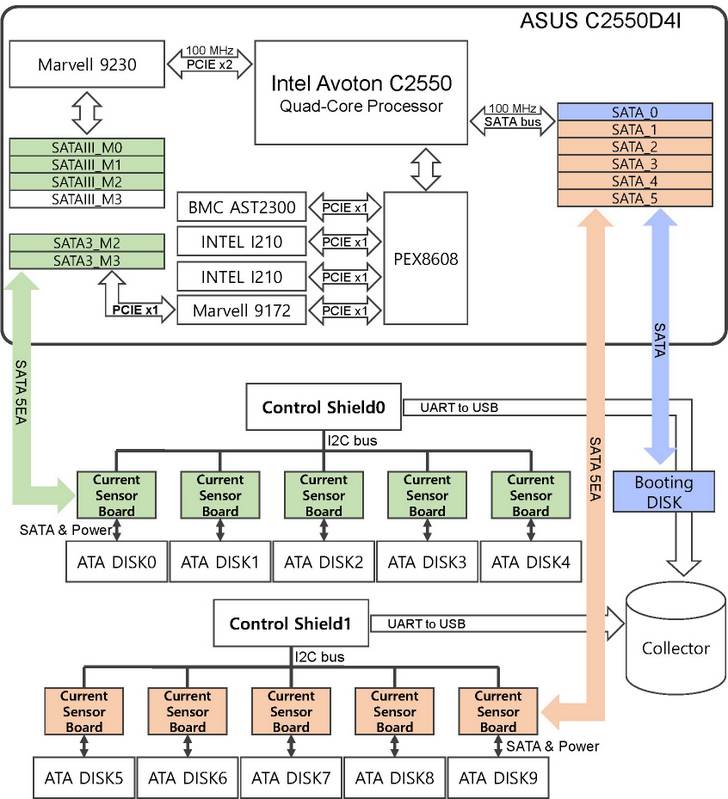 ASUS C2550D4I
Marvell 9230
100 MHz
PCIE x2
Intel Avoton C2550
Quad-Core Processor
100 MHz
SATA bus
SATA_0
SATA_1
SATA_2
SATA_3
SATA_4
SATA_5
SATAIII_M0
SATAIII_M1
SATAIII_M2
SATAIII_M3
SATA3_M2
SATA3_M3
BMC AST2300
PCIE x1
INTEL I210
PCIE x1
INTEL I210
PCIE x1
PCIE x1
Marvell 9172
PCIE x1
PEX8608
SATA 5EA
SATA
SATA 5EA
Control Shield0
UART to USB
I2C bus
Current
Sensor
Board
Current
Sensor
Board
Current
Sensor
Board
Current
Sensor
Board
Current
Sensor
Board
Booting
DISK
SATA & Power
ATA DISK0
ATA DISK1
ATA DISK2
ATA DISK3
ATA DISK4
Control Shield1
UART to USB
Collector
I2C bus
Current
Sensor
Board
Current
Sensor
Board
Current
Sensor
Board
Current
Sensor
Board
Current
Sensor
Board
SATA & Power
ATA DISK5
ATA DISK6
ATA DISK7
ATA DISK8
ATA DISK9